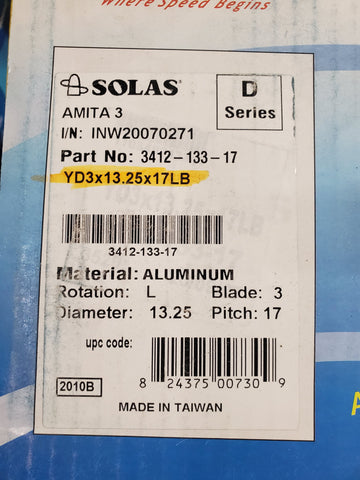 Where Speed Begins
SOLAS
D
Series
AMITA 3
I/N: INW20070271
Part No: 3412-133-17
YD3x13.25x17LB
3412-133-17
Material: ALUMINUM
Rotation: L Blade: 3
Diameter: 13.25 Pitch: 17
upc code:
8 24375 00730 9
2010B
MADE IN TAIWAN
A